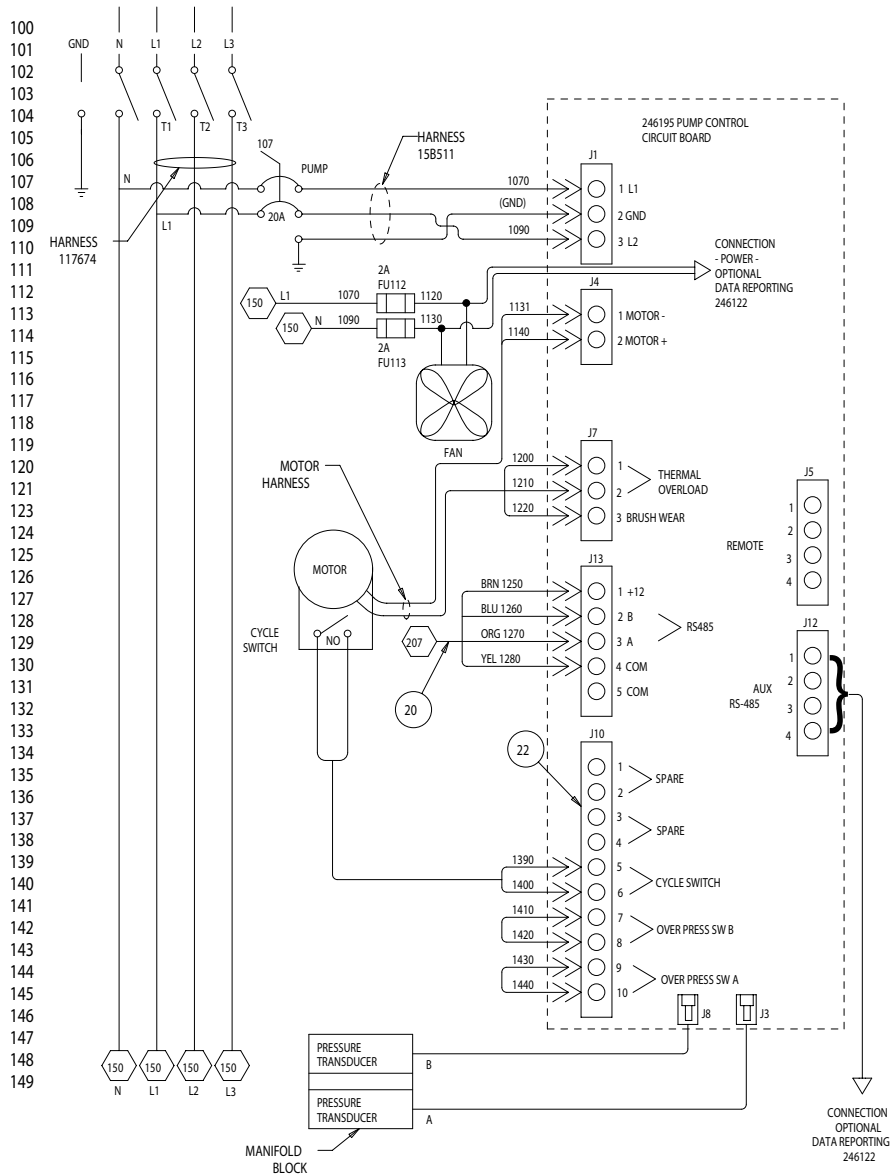 100
101
102
103
104
105
106
107
108
109
110
111
112
113
114
115
116
117
118
119
120
121
123
124
125
126
127
128
129
130
131
132
133
134
135
136
137
138
139
140
142
143
144
145
146
147
148
149
GND N L1 L2 L3
T1 T2 T3
107
PUMP
HARNESS
15B511
N
L1
20A
HARNESS
117674
246195 PUMP CONTROL
CIRCUIT BOARD
J1
1070 1 L1
(GND) 2 GND
1090 3 L2
CONNECTION
- POWER -
OPTIONAL
DATA REPORTING
246122
2A
FU112
150 L1 1070 1120
150 N 1090 1130
2A
FU113
FAN
J4
1131 1 MOTOR -
1140 2 MOTOR +
J7
1200 1
1210 2
THERMAL
OVERLOAD
1220 3 BRUSH WEAR
MOTOR
HARNESS
MOTOR
CYCLE
SWITCH
NO
J13
BRN 1250 1 +12
BLU 1260 2 B
ORG 1270 3 A
YEL 1280 4 COM
5 COM
RS485
207
20
22
J5
REMOTE
1
2
3
4
J12
AUX
RS-485
1
2
3
4
J10
1
2
SPARE
3
4
SPARE
1390 5
1400 6
CYCLE SWITCH
1410 7
1420 8
OVER PRESS SW B
1430 9
1440 10
OVER PRESS SW A
J8 J3
150 150 150 150
N L1 L2 L3
PRESSURE
TRANSDUCER
B
PRESSURE
TRANSDUCER
A
MANIFOLD
BLOCK
CONNECTION
OPTIONAL
DATA REPORTING
246122